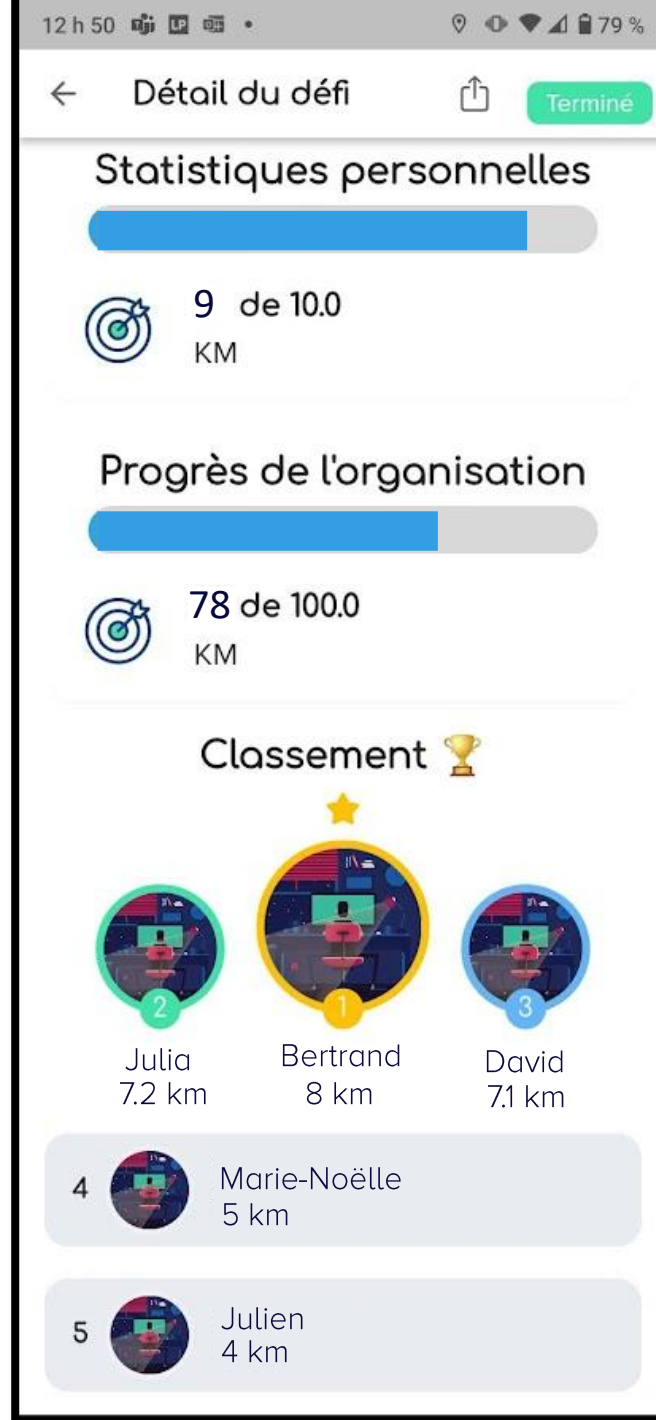 12 h 50 LP 79 %
Détail du défi Terminé
Statistiques personnelles
9 de 10.0
KM
Progrès de l'organisation
78 de 100.0
KM
Classement
2 1 3
Julia Bertrand David
7.2 km 8 km 7.1 km
4 Marie-Noëlle
5 km
5 Julien
4 km